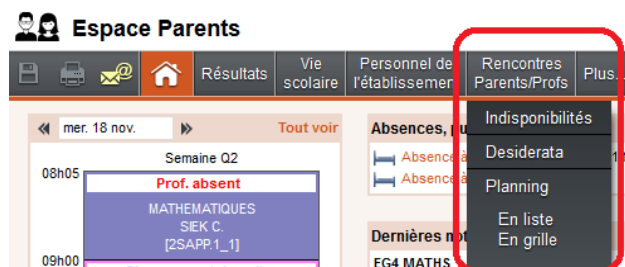 Espace Parents
Résultats
Vie
scolaire
Personnel de
l'établissemen
Rencontres
Parents/Profs
Plus...
mer. 18 nov.
Tout voir
Semaine Q2
08h05
Prof. absent
MATHEMATIQUES
SIEK C.
[2SAPP.1_1]
09h00
Absences,
Absence à
Absence
Dernières
EG4 MATHS
Indisponibilités
Desiderata
Planning
En liste
En grille